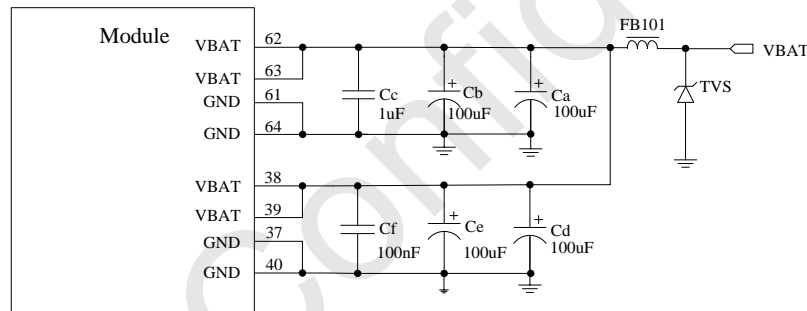 Module
VBAT 62
VBAT 63
GND 61
GND 64
VBAT 38
VBAT 39
GND 37
GND 40
Cc
1uF
+
Cb
100uF
+
Ca
100uF
FB101
VBAT
TVS
Cf
100nF
+
Ce
100uF
+
Cd
100uF
Confid